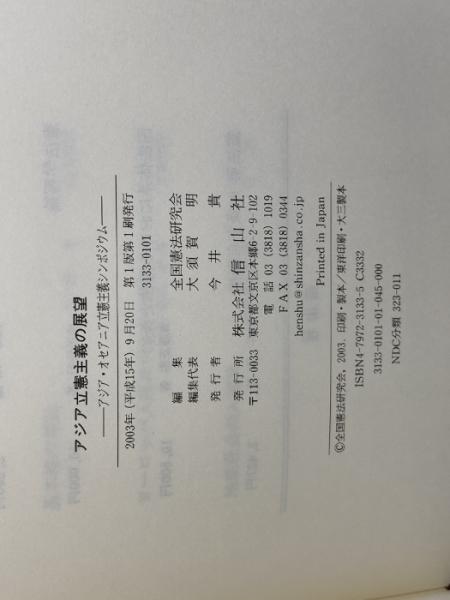 アジア立憲主義の展望
――アジア・オセアニア立憲主義シンポジウム――
2003年(平成15年)9月20日 第1版第1刷発行
3133-0101
編集 全国憲法研究会
編集代表 大須賀明
発行者 今井貴
発行所 株式会社信山社
〒113-0033 東京都文京区本郷6-2-9-102
電話 03 (3818) 1019
FAX 03 (3818) 0344
henshu@shinzansha.co.jp
Printed in Japan
©全国憲法研究会, 2003. 印刷・製本/東洋印刷・大三製本
ISBN4-7972-3133-5 C3332
3133-0101-01-045-000
NDC分類 323-011